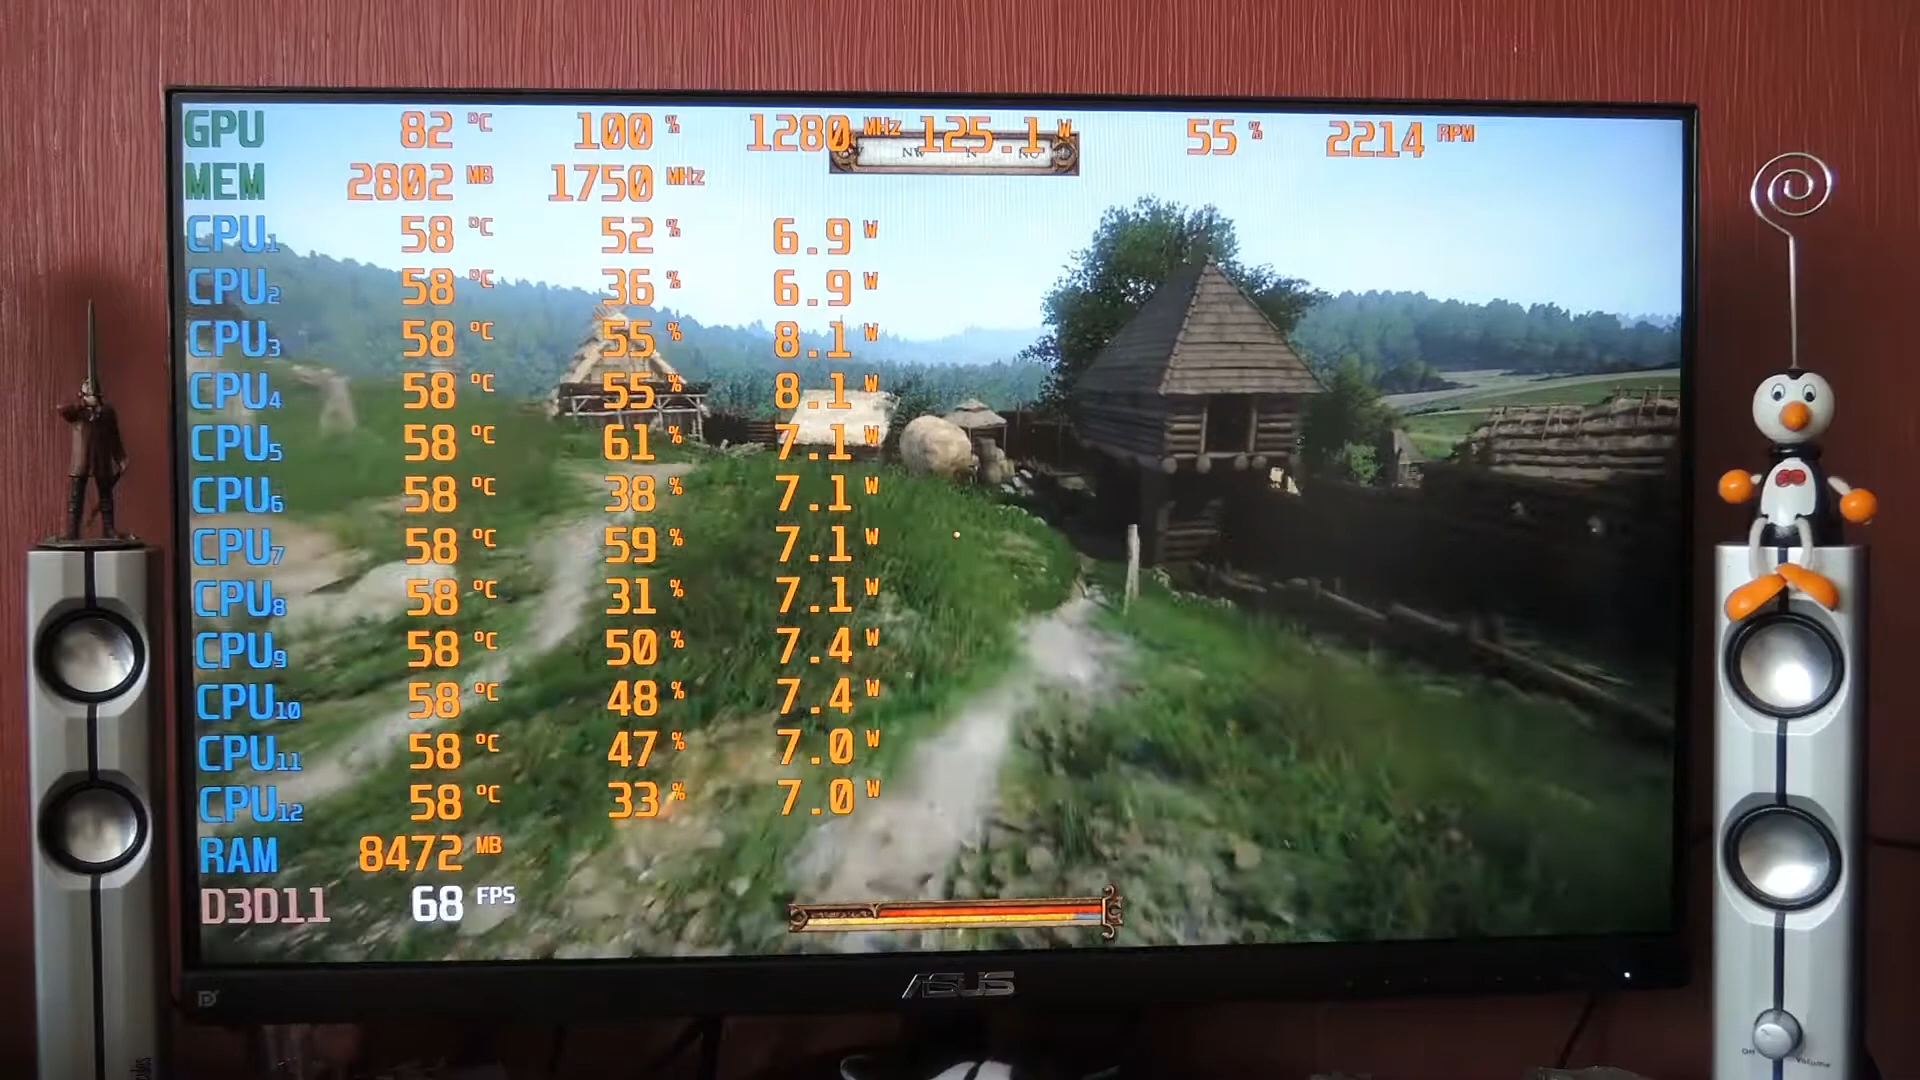 GPU 82 °C 100 % 1280 MHz 125.1 W 55 % 2214 RPM
NW N NO
MEM 2802 MB 1750 MHz
CPU1 58 °C 52 % 6.9 W
CPU2 58 °C 36 % 6.9 W
CPU3 58 °C 55 % 8.1 W
CPU4 58 °C 55 % 8.1 W
CPU5 58 °C 61 % 7.1 W
CPU6 58 °C 38 % 7.1 W
CPU7 58 °C 59 % 7.1 W
CPU8 58 °C 31 % 7.1 W
CPU9 58 °C 50 % 7.4 W
CPU10 58 °C 48 % 7.4 W
CPU11 58 °C 47 % 7.0 W
CPU12 58 °C 33 % 7.0 W
RAM 8472 MB
D3D11 68 FPS
ASUS
Off Volume